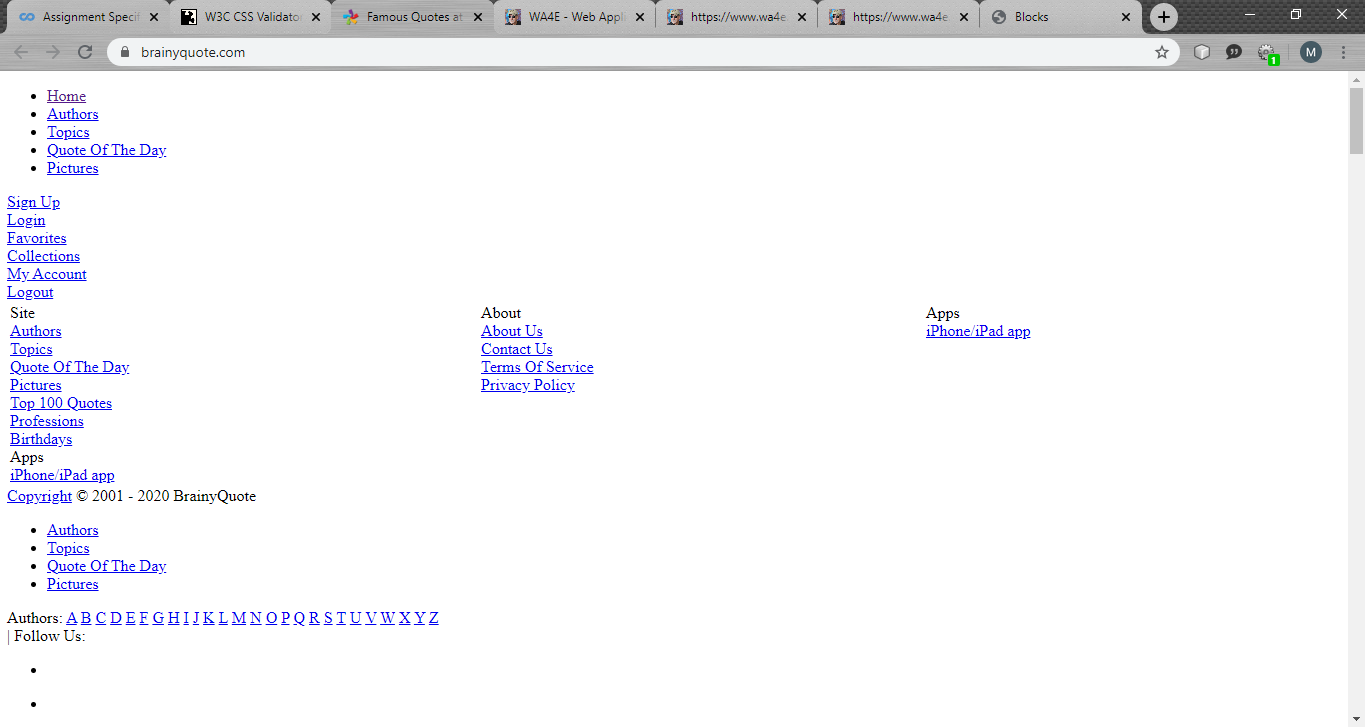 Assignment Specif W3C CSS Validator Famous Quotes at WA4E - Web Appli https://www.wa4e. https://www.wa4e. Blocks
brainyquote.com 1 M
Home
Authors
Topics
Quote Of The Day
Pictures
Sign Up
Login
Favorites
Collections
My Account
Logout
Site About Apps
Authors About Us iPhone/iPad app
Topics Contact Us
Quote Of The Day Terms Of Service
Pictures Privacy Policy
Top 100 Quotes
Professions
Birthdays
Apps
iPhone/iPad app
Copyright © 2001 - 2020 BrainyQuote
Authors
Topics
Quote Of The Day
Pictures
Authors: A B C D E F G H I J K L M N O P Q R S T U V W X Y Z
| Follow Us: